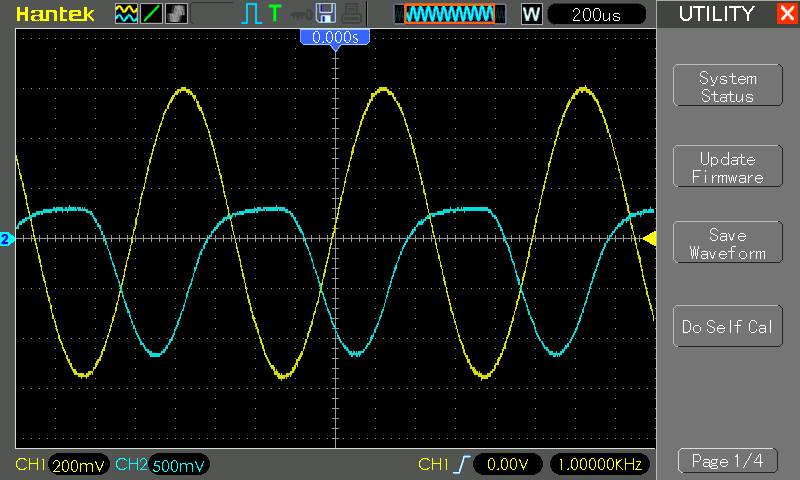 Hantek
T
W
200us
UTILITY
0.000s
System
Status
Update
Firmware
2
Save
Waveform
Do Self Cal
CH1 200mV CH2 500mV CH1 0.00V 1.00000KHz
Page 1/4